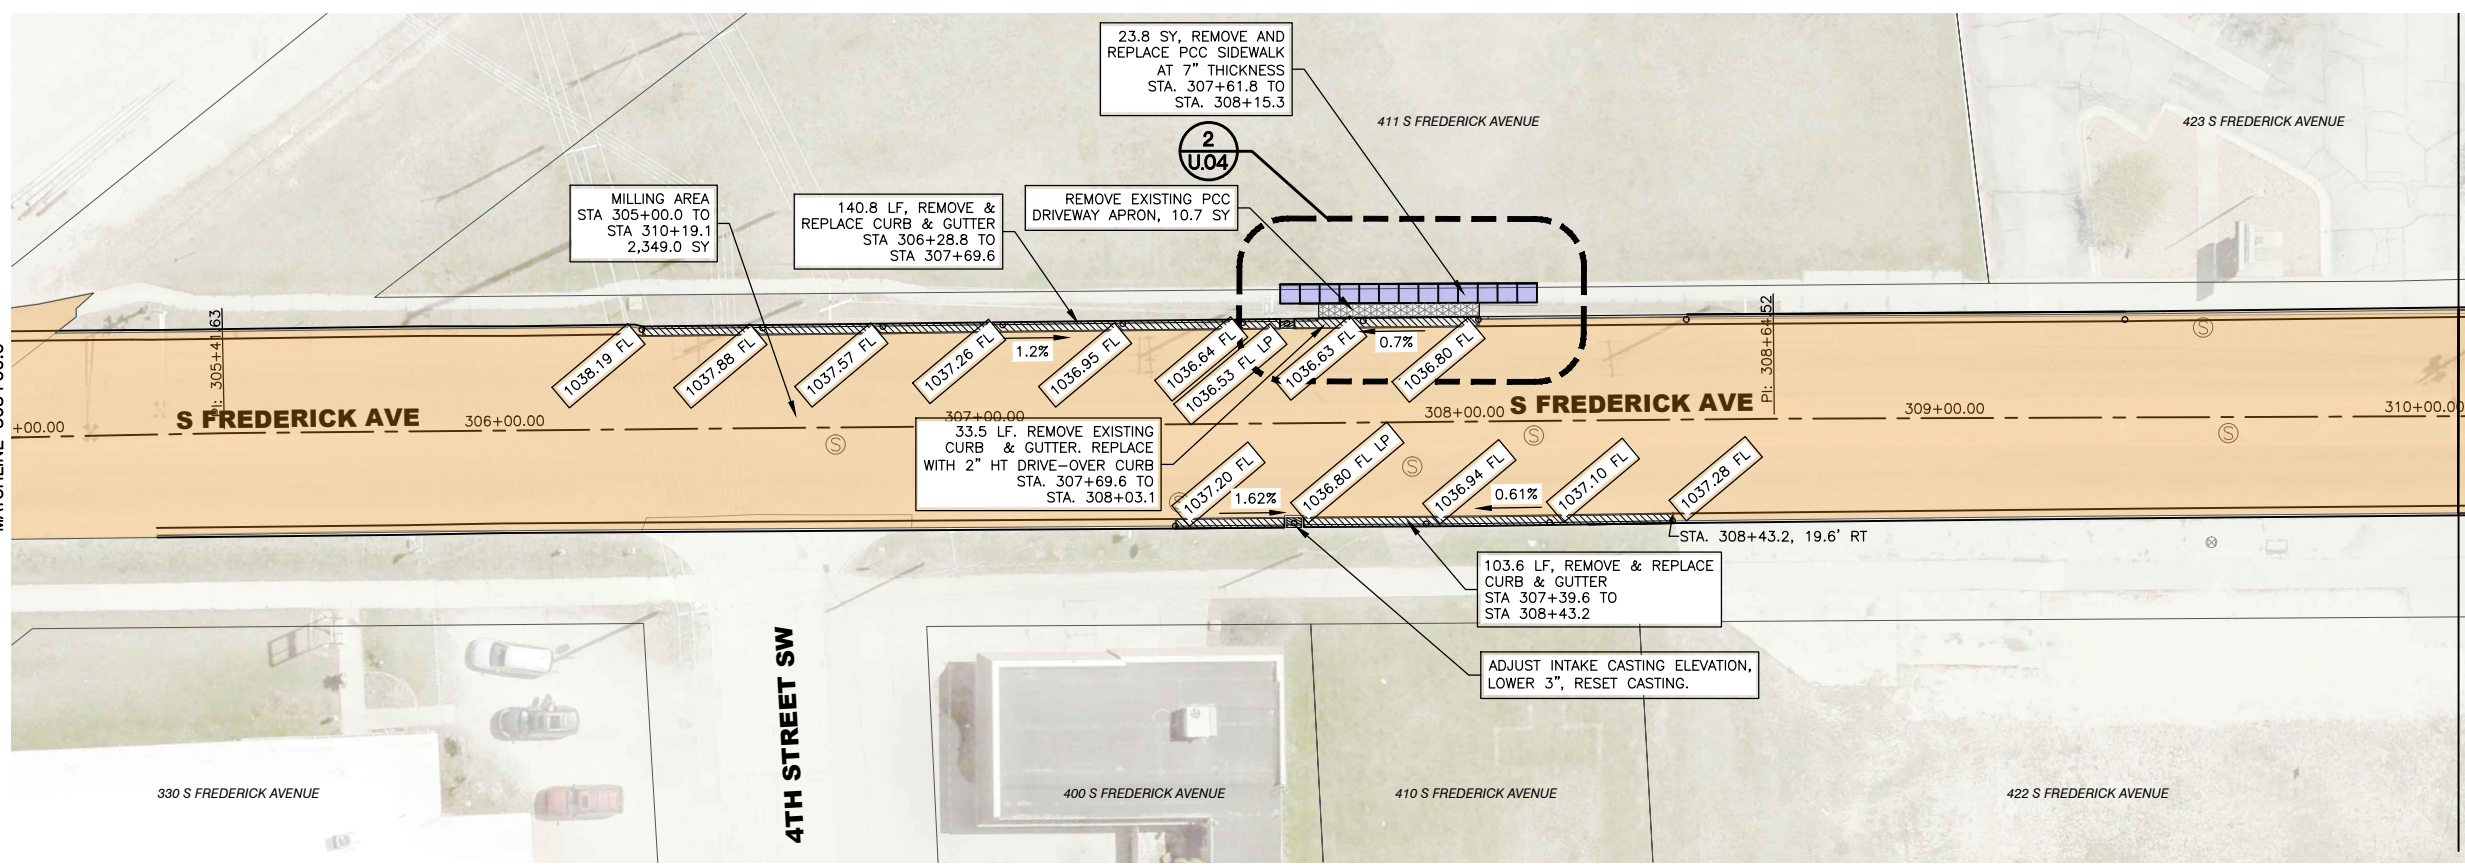 23.8 SY, REMOVE AND
REPLACE PCC SIDEWALK
AT 7" THICKNESS
STA. 307+61.8 TO
STA. 308+15.3
411 S FREDERICK AVENUE
423 S FREDERICK AVENUE
2
U.04
MILLING AREA
STA 305+00.0 TO
STA 310+19.1
2,349.0 SY
140.8 LF, REMOVE &
REPLACE CURB & GUTTER
STA 306+28.8 TO
STA 307+69.6
REMOVE EXISTING PCC
DRIVEWAY APRON, 10.7 SY
PI: 305+41.63
PI: 308+64.52
1038.19 FL
1037.88 FL
1037.57 FL
1037.26 FL
1.2%
1036.95 FL
1036.64 FL
1036.53 FL LP
1036.63 FL
0.7%
1036.80 FL
+00.00
S FREDERICK AVE
306+00.00
307+00.00
308+00.00
S FREDERICK AVE
309+00.00
310+00.00
33.5 LF. REMOVE EXISTING
CURB & GUTTER. REPLACE
WITH 2" HT DRIVE-OVER CURB
STA. 307+69.6 TO
STA. 308+03.1
S
S
S
S
S
1037.20 FL
1.62%
1036.80 FL LP
1036.94 FL
0.61%
1037.10 FL
1037.28 FL
STA. 308+43.2, 19.6' RT
103.6 LF, REMOVE & REPLACE
CURB & GUTTER
STA 307+39.6 TO
STA 308+43.2
ADJUST INTAKE CASTING ELEVATION,
LOWER 3", RESET CASTING.
4TH STREET SW
330 S FREDERICK AVENUE
400 S FREDERICK AVENUE
410 S FREDERICK AVENUE
422 S FREDERICK AVENUE